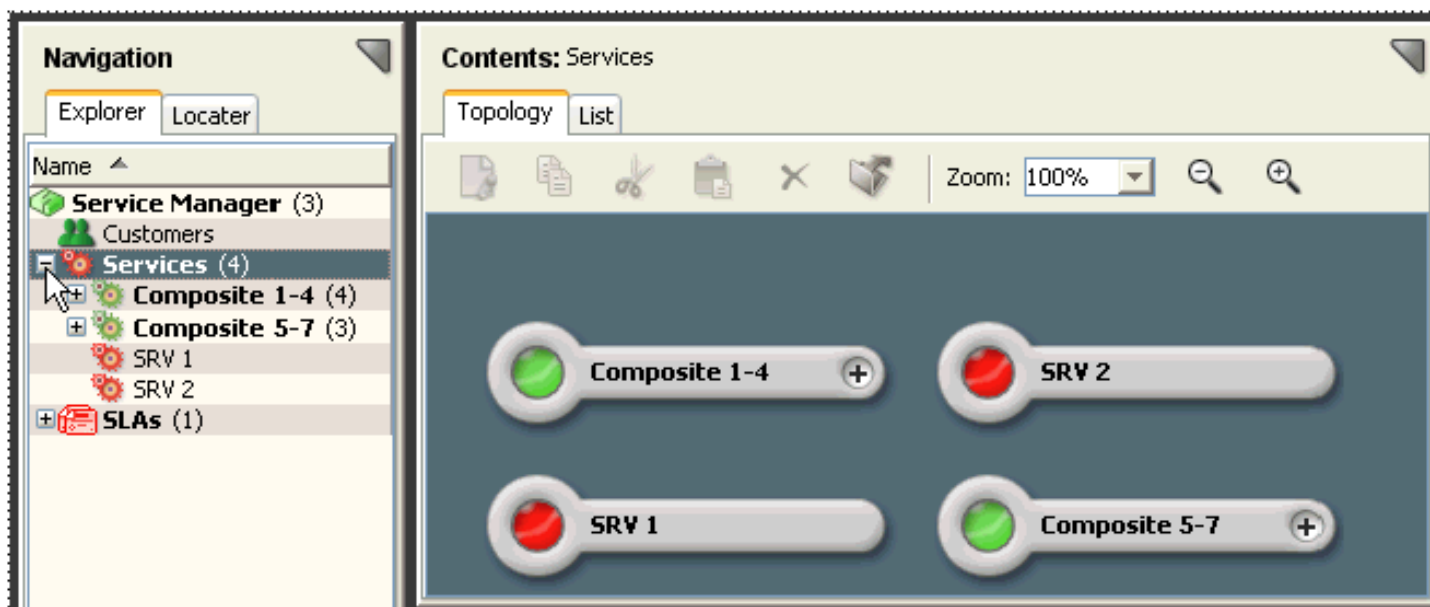 Navigation
Explorer Locater
Name
Service Manager (3)
Customers
Services (4)
Composite 1-4 (4)
Composite 5-7 (3)
SRV 1
SRV 2
SLAs (1)
Contents: Services
Topology List
Zoom: 100%
Composite 1-4
SRV 2
SRV 1
Composite 5-7